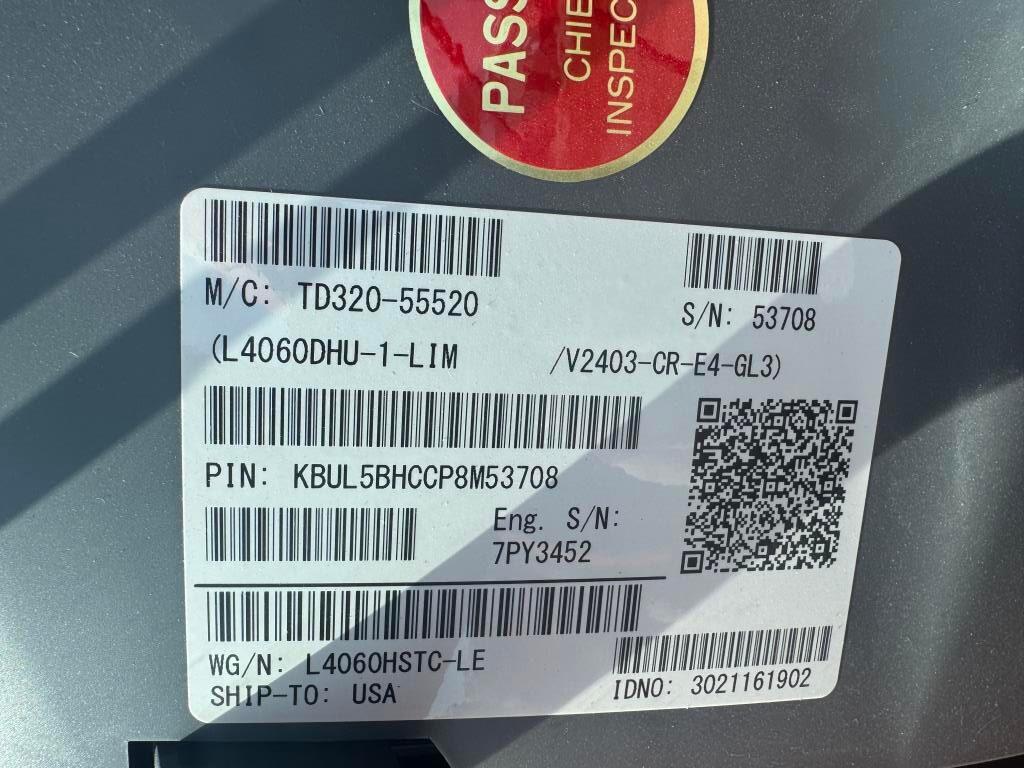 PASS
CHIE
INSPEC
M/C: TD320-55520
S/N: 53708
(L4060DHU-1-LIM /V2403-CR-E4-GL3)
PIN: KBUL5BHCCP8M53708
Eng. S/N:
7PY3452
WG/N: L4060HSTC-LE
SHIP-TO: USA
IDNO: 3021161902